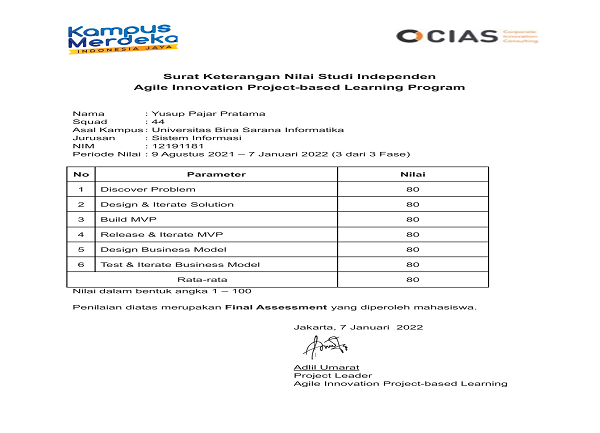 Kampus
Merdeka
INDONESIA JAYA
OCIAS Corporate Innovation Consulting
Surat Keterangan Nilai Studi Independen
Agile Innovation Project-based Learning Program
Nama : Yusup Pajar Pratama
Squad : 44
Asal Kampus : Universitas Bina Sarana Informatika
Jurusan : Sistem Informasi
NIM : 12191181
Periode Nilai : 9 Agustus 2021 – 7 Januari 2022 (3 dari 3 Fase)
No Parameter Nilai
1 Discover Problem 80
2 Design & Iterate Solution 80
3 Build MVP 80
4 Release & Iterate MVP 80
5 Design Business Model 80
6 Test & Iterate Business Model 80
Rata-rata 80
Nilai dalam bentuk angka 1 – 100
Penilaian diatas merupakan Final Assessment yang diperoleh mahasiswa.
Jakarta, 7 Januari 2022
Adlil Umarat
Project Leader
Agile Innovation Project-based Learning